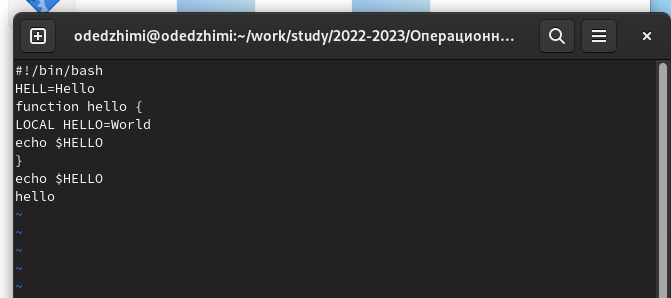 odedzhimi@odedzhimi:~/work/study/2022-2023/Операционн...
#!/bin/bash
HELL=Hello
function hello {
LOCAL HELLO=World
echo $HELLO
}
echo $HELLO
hello
~
~
~
~
~